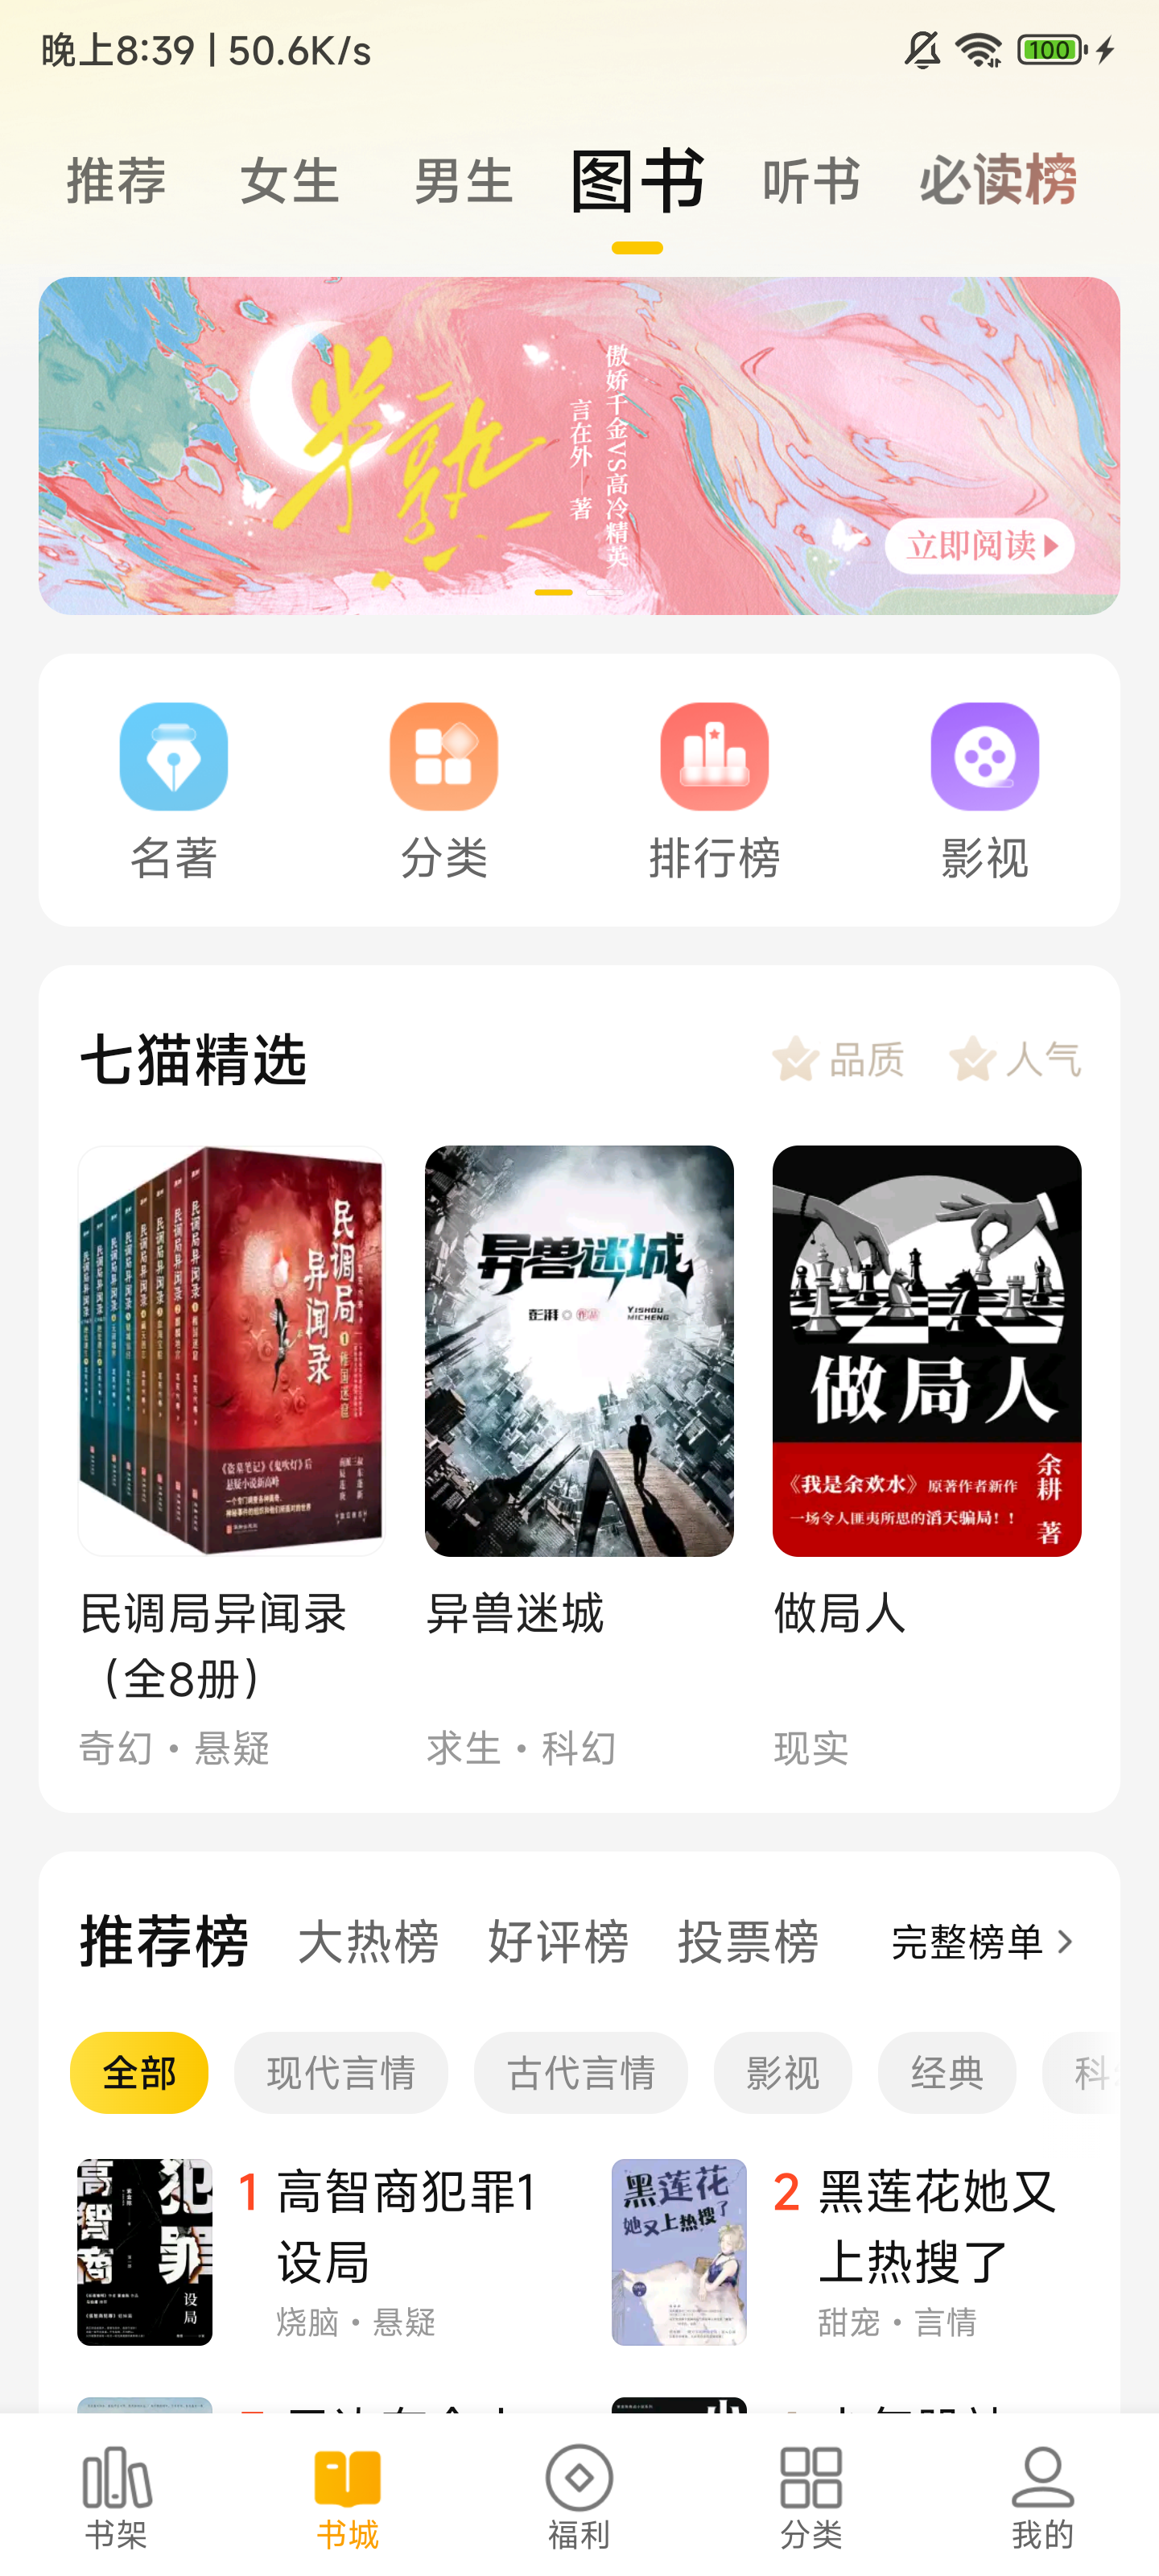 晚上8:39 | 50.6K/s
100
推荐 女生 男生 图书 听书 必读榜
半熟
傲娇千金VS高冷精英
言在外 著
立即阅读
名著 分类 排行榜 影视
七猫精选 品质 人气
民调局异闻录
1 稀国迷窟
《盗墓笔记》《鬼吹灯》后
悬疑小说新高峰
异兽迷城
彭湃 作品
YISHOU
MICHENG
做局人
《我是余欢水》原著作者新作
一场令人匪夷所思的滔天骗局！！
余耕 著
民调局异闻录
（全8册）
异兽迷城
做局人
奇幻·悬疑
求生·科幻
现实
推荐榜 大热榜 好评榜 投票榜 完整榜单
全部 现代言情 古代言情 影视 经典
高智商
犯罪
设局
1 高智商犯罪1
设局
烧脑·悬疑
黑莲花
她又上热搜了
2 黑莲花她又
上热搜了
甜宠·言情
书架 书城 福利 分类 我的